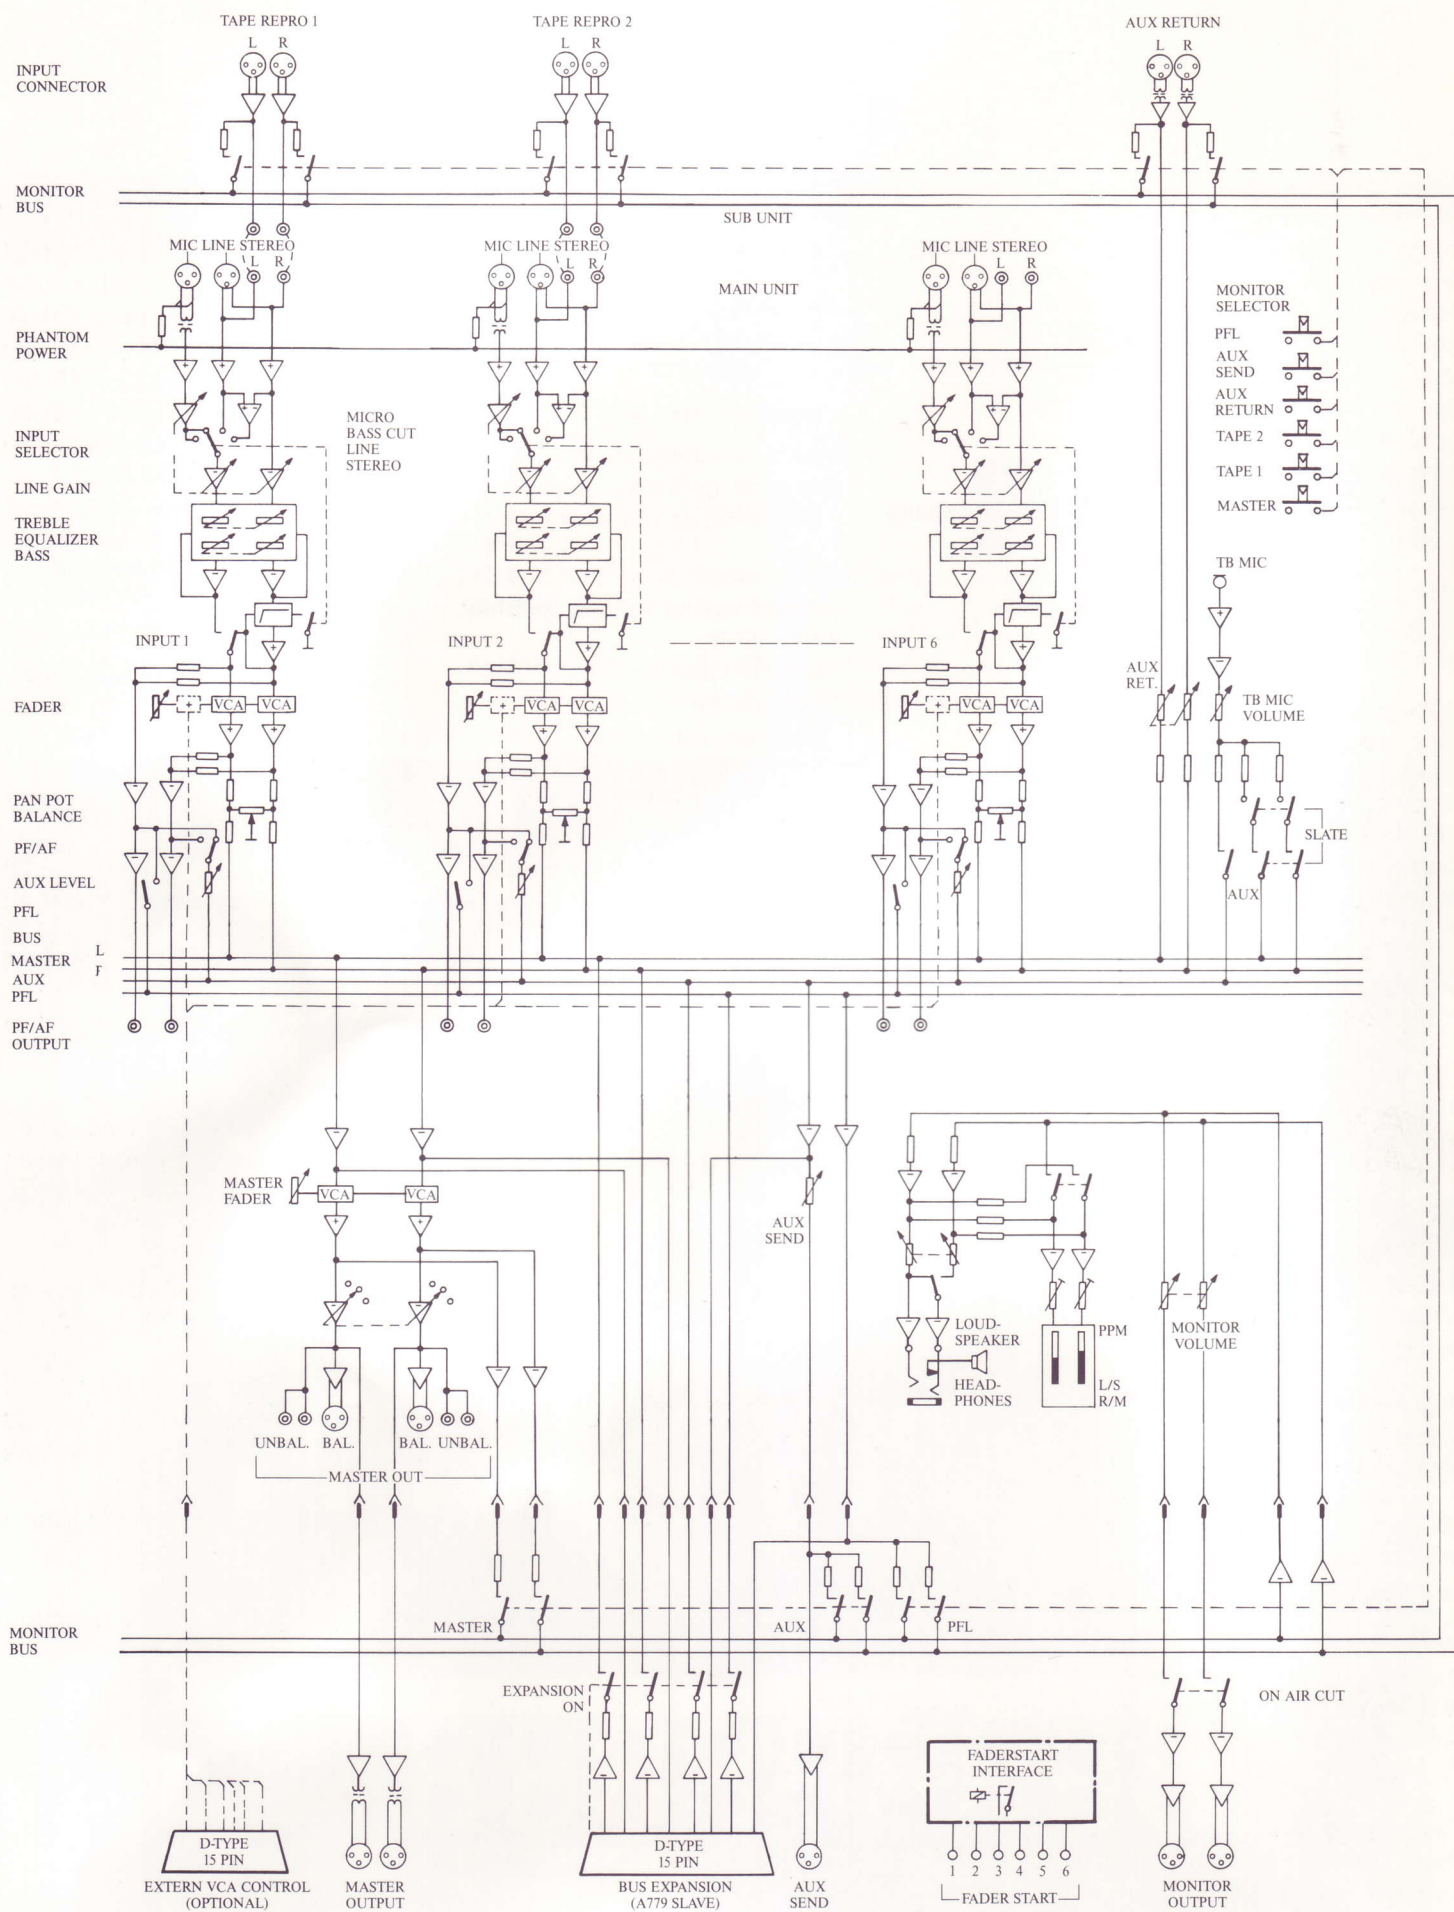 TAPE REPRO 1
TAPE REPRO 2
AUX RETURN
L R
L R
L R
INPUT
CONNECTOR
MONITOR
BUS
SUB UNIT
MIC LINE STEREO
L R
MIC LINE STEREO
L R
MIC LINE STEREO
L R
MAIN UNIT
MONITOR
SELECTOR
PFL
AUX
SEND
AUX
RETURN
TAPE 2
TAPE 1
MASTER
PHANTOM
POWER
MICRO
BASS CUT
LINE
STEREO
INPUT
SELECTOR
LINE GAIN
TREBLE
EQUALIZER
BASS
TB MIC
INPUT 1
INPUT 2
INPUT 6
AUX
RET.
TB MIC
VOLUME
FADER
+ VCA VCA
+ VCA VCA
+ VCA VCA
PAN POT
BALANCE
SLATE
PF/AF
AUX LEVEL
AUX
PFL
BUS
MASTER
L
F
AUX
PFL
PF/AF
OUTPUT
MASTER
FADER
VCA VCA
AUX
SEND
LOUD-
SPEAKER
HEAD-
PHONES
PPM
L/S
R/M
MONITOR
VOLUME
UNBAL. BAL. BAL. UNBAL.
MASTER OUT
MONITOR
BUS
MASTER
AUX
PFL
EXPANSION
ON
ON AIR CUT
FADERSTART
INTERFACE
D-TYPE
15 PIN
EXTERN VCA CONTROL
(OPTIONAL)
MASTER
OUTPUT
D-TYPE
15 PIN
BUS EXPANSION
(A779 SLAVE)
AUX
SEND
1 2 3 4 5 6
FADER START
MONITOR
OUTPUT